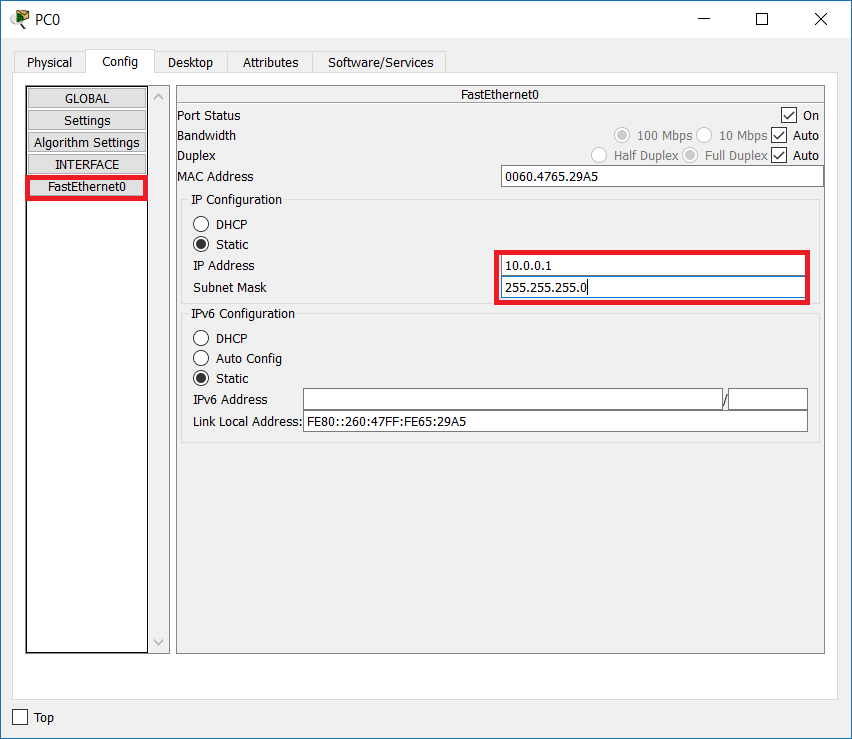 PC0
Physical Config Desktop Attributes Software/Services
GLOBAL
Settings
Algorithm Settings
INTERFACE
FastEthernet0
FastEthernet0
Port Status On
Bandwidth 100 Mbps 10 Mbps Auto
Duplex Half Duplex Full Duplex Auto
MAC Address 0060.4765.29A5
IP Configuration
DHCP
Static
IP Address 10.0.0.1
Subnet Mask 255.255.255.0
IPv6 Configuration
DHCP
Auto Config
Static
IPv6 Address /
Link Local Address: FE80::260:47FF:FE65:29A5
Top